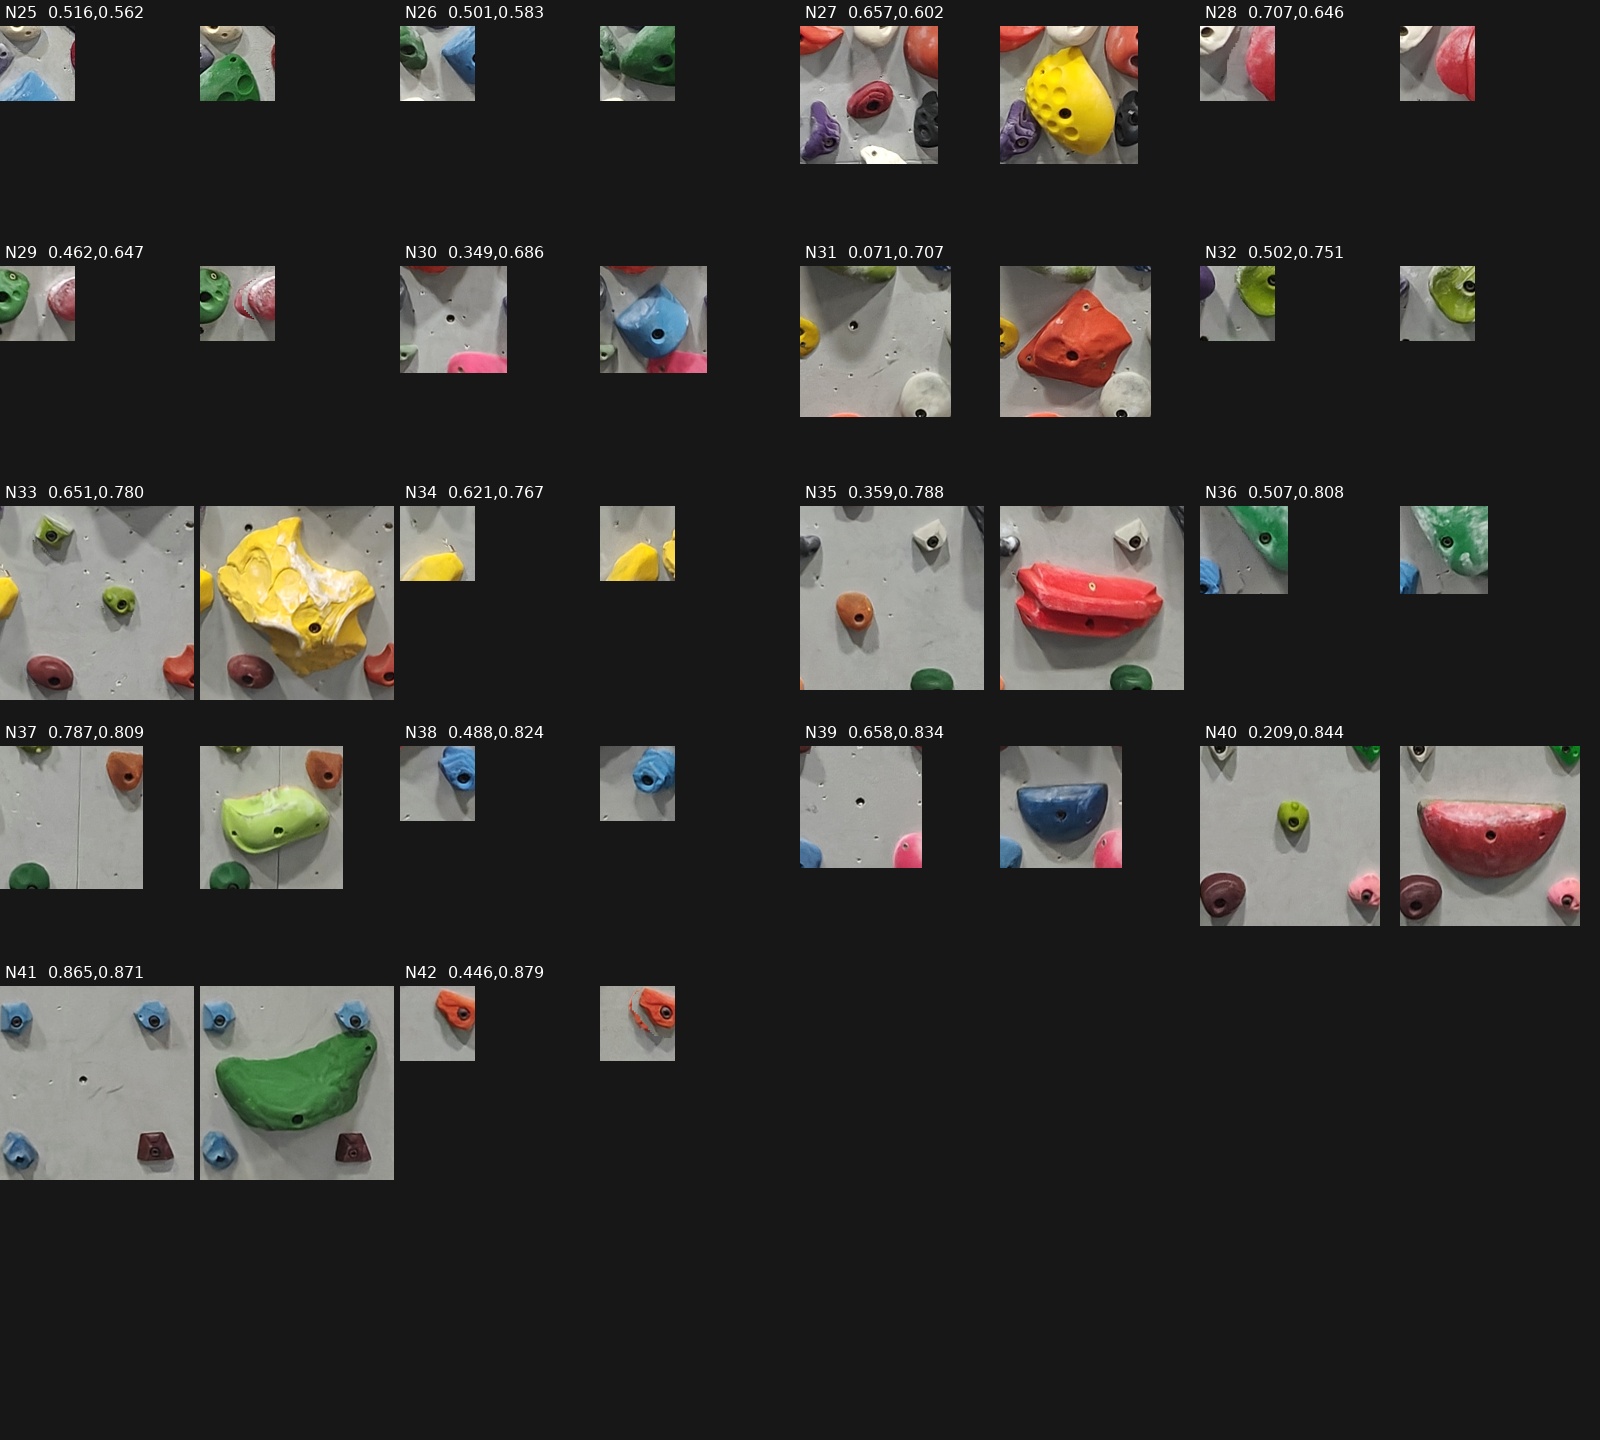 N25 0.516,0.562
N26 0.501,0.583
N27 0.657,0.602
N28 0.707,0.646
N29 0.462,0.647
N30 0.349,0.686
N31 0.071,0.707
N32 0.502,0.751
N33 0.651,0.780
N34 0.621,0.767
N35 0.359,0.788
N36 0.507,0.808
N37 0.787,0.809
N38 0.488,0.824
N39 0.658,0.834
N40 0.209,0.844
N41 0.865,0.871
N42 0.446,0.879